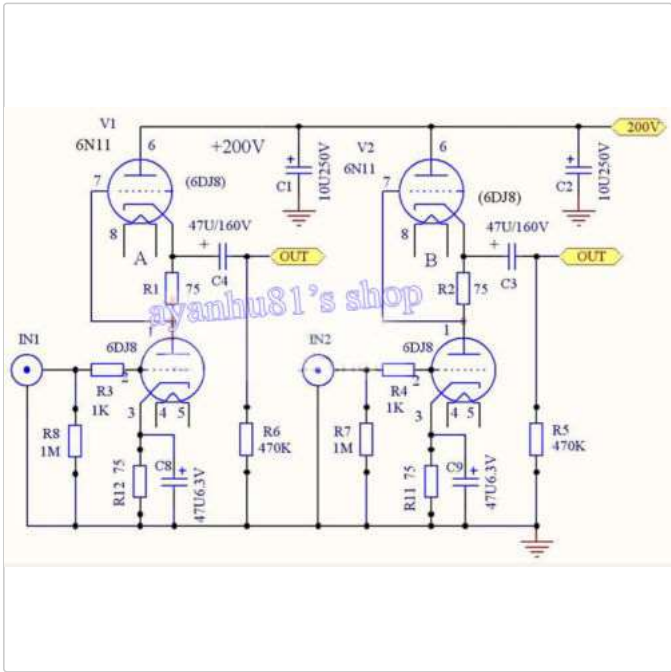 V1
6N11
6
+200V
7
(6DJ8)
8
A
C1
10U250V
47U/160V
+
C4
OUT
R1
75
V2
6N11
6
7
(6DJ8)
8
B
C2
10U250V
200V
47U/160V
+
C3
OUT
R2
75
ayanhu81's shop
1
6DJ8
IN1
R3
1K
2
3
4
5
R8
1M
R12 75
C8
+
47U6.3V
R6
470K
1
6DJ8
IN2
R4
1K
2
3
4
5
R7
1M
R11 75
C9
+
47U6.3V
R5
470K